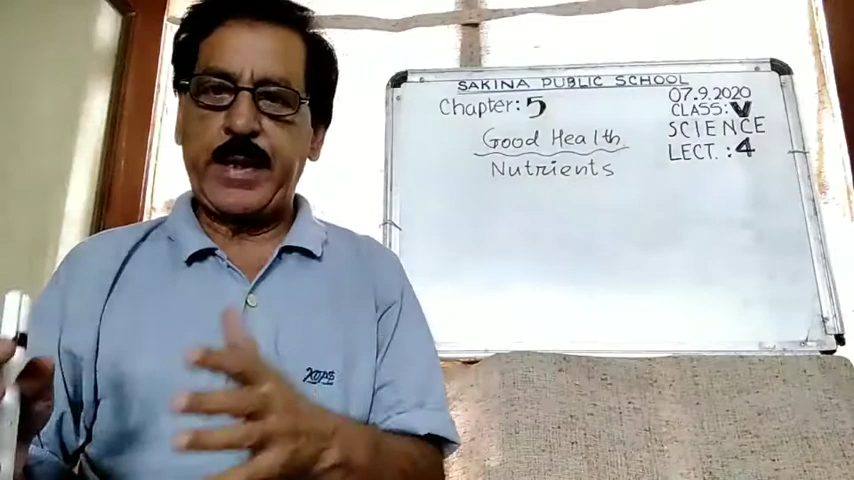 SAKINA PUBLIC SCHOOL
07.9.2020
Chapter: 5
CLASS: V
Good Health
SCIENCE
Nutrients
LECT.: 4